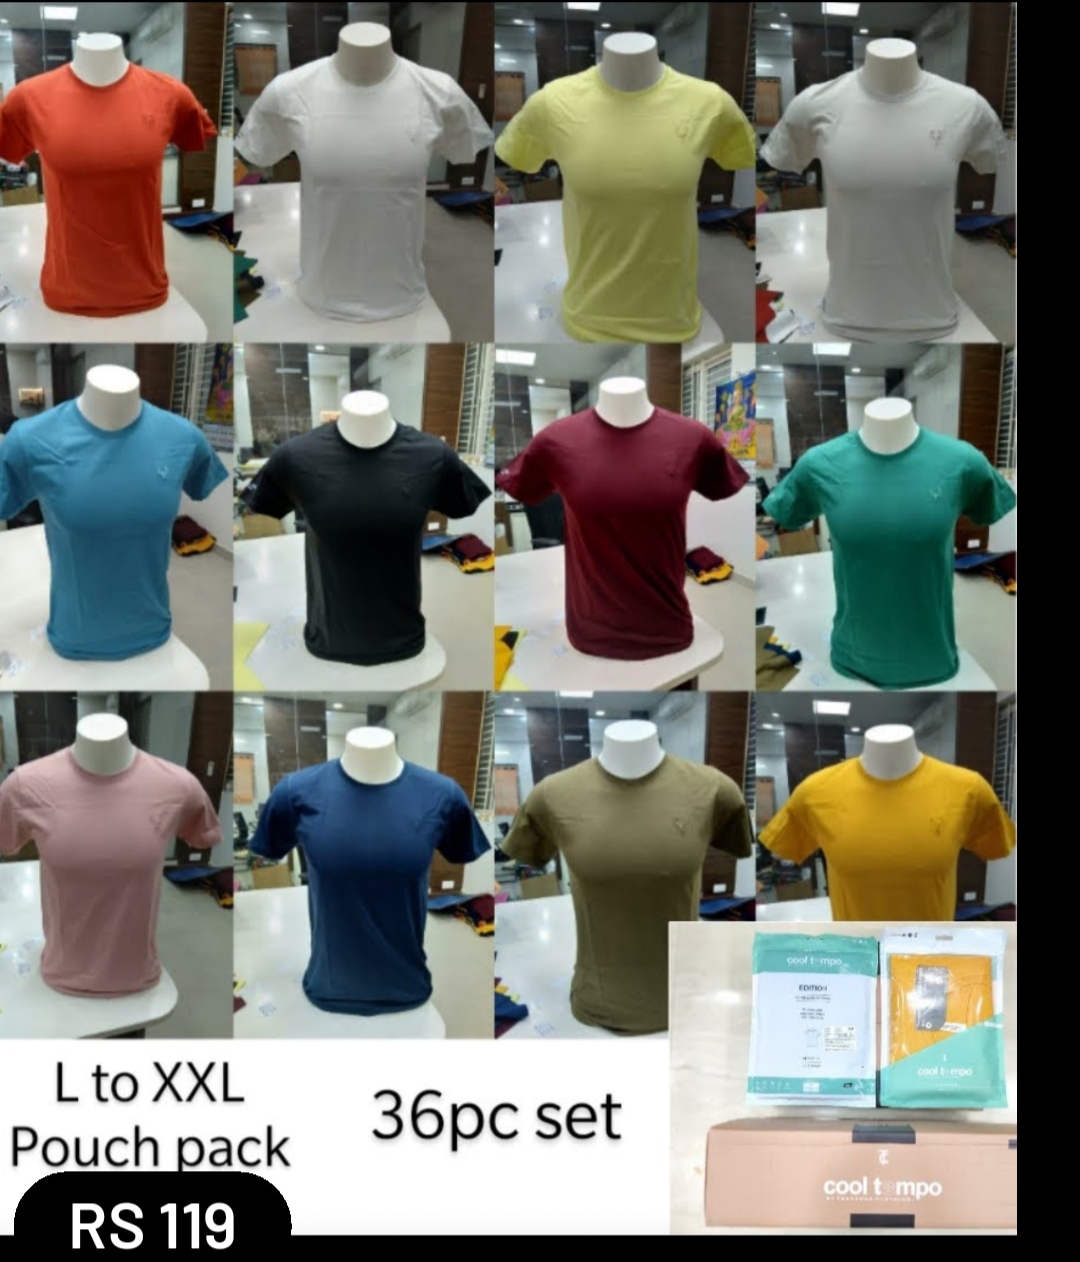 cool tempo
EDITION
cool tempo
L to XXL
Pouch pack
36pc set
cool tempo
RS 119